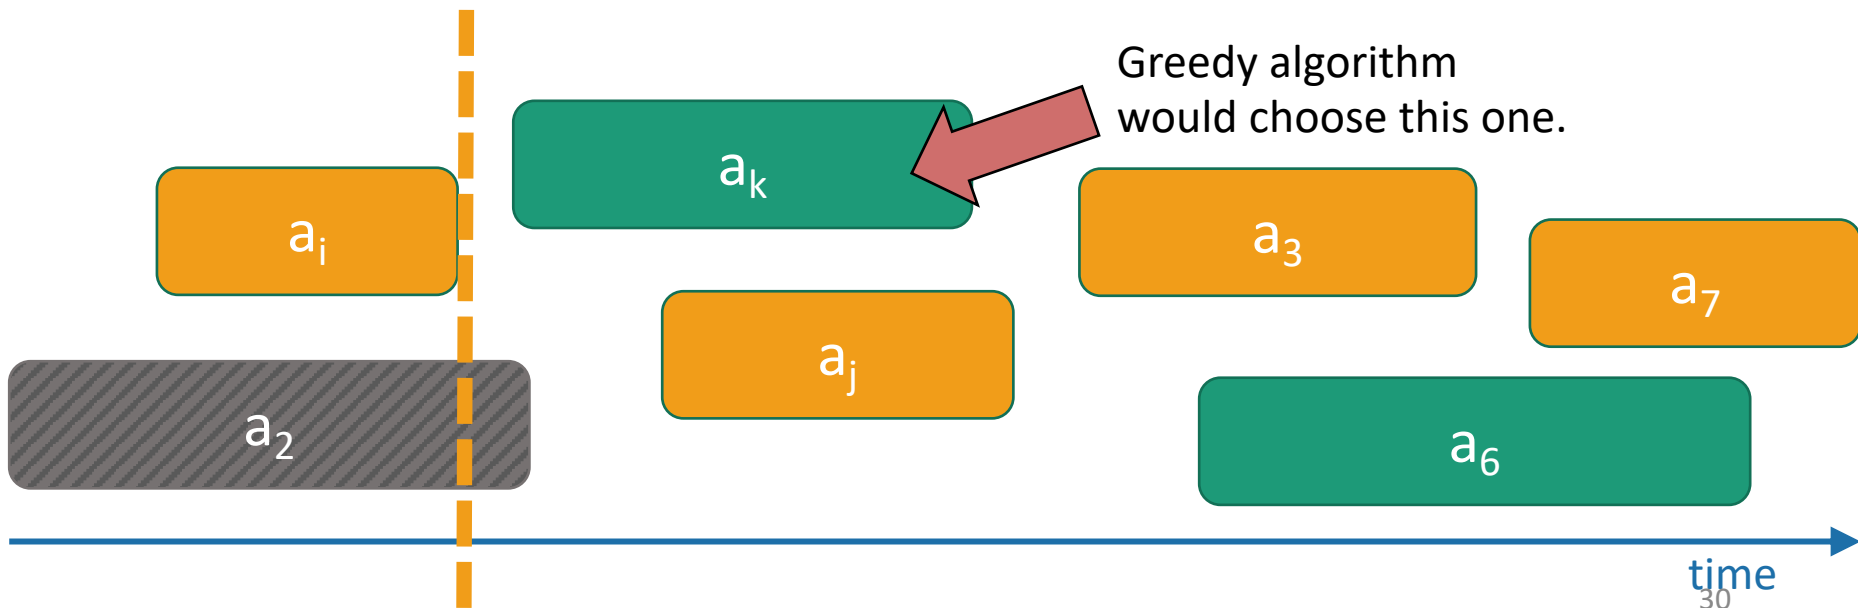 Greedy algorithm
would choose this one.
aₖ
aᵢ
a₃
a₇
aⱼ
a₂
a₆
time
30